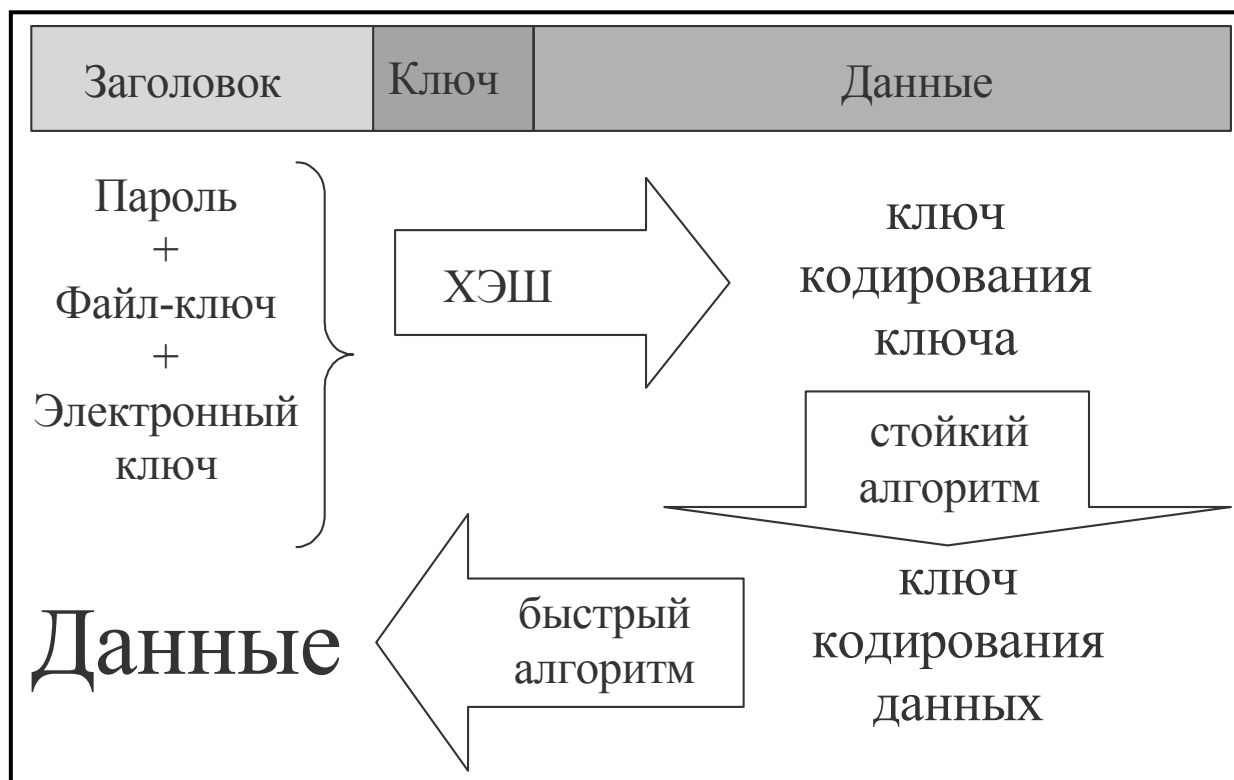 Заголовок
Ключ
Данные
Пароль
+
Файл-ключ
+
Электронный
ключ
ХЭШ
ключ
кодирования
ключа
стойкий
алгоритм
ключ
кодирования
данных
быстрый
алгоритм
Данные